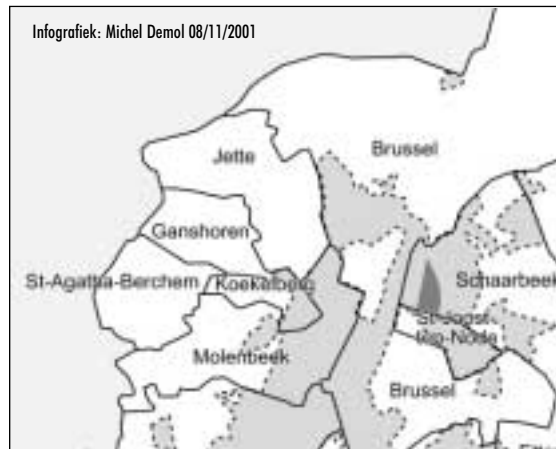 Infografiek: Michel Demol 08/11/2001
Jette
Brussel
Ganshoren
St-Agatha-Berchem
Koekelberg
Schaarbeek
St-Joost-
ten-Node
Molenbeek
Brussel